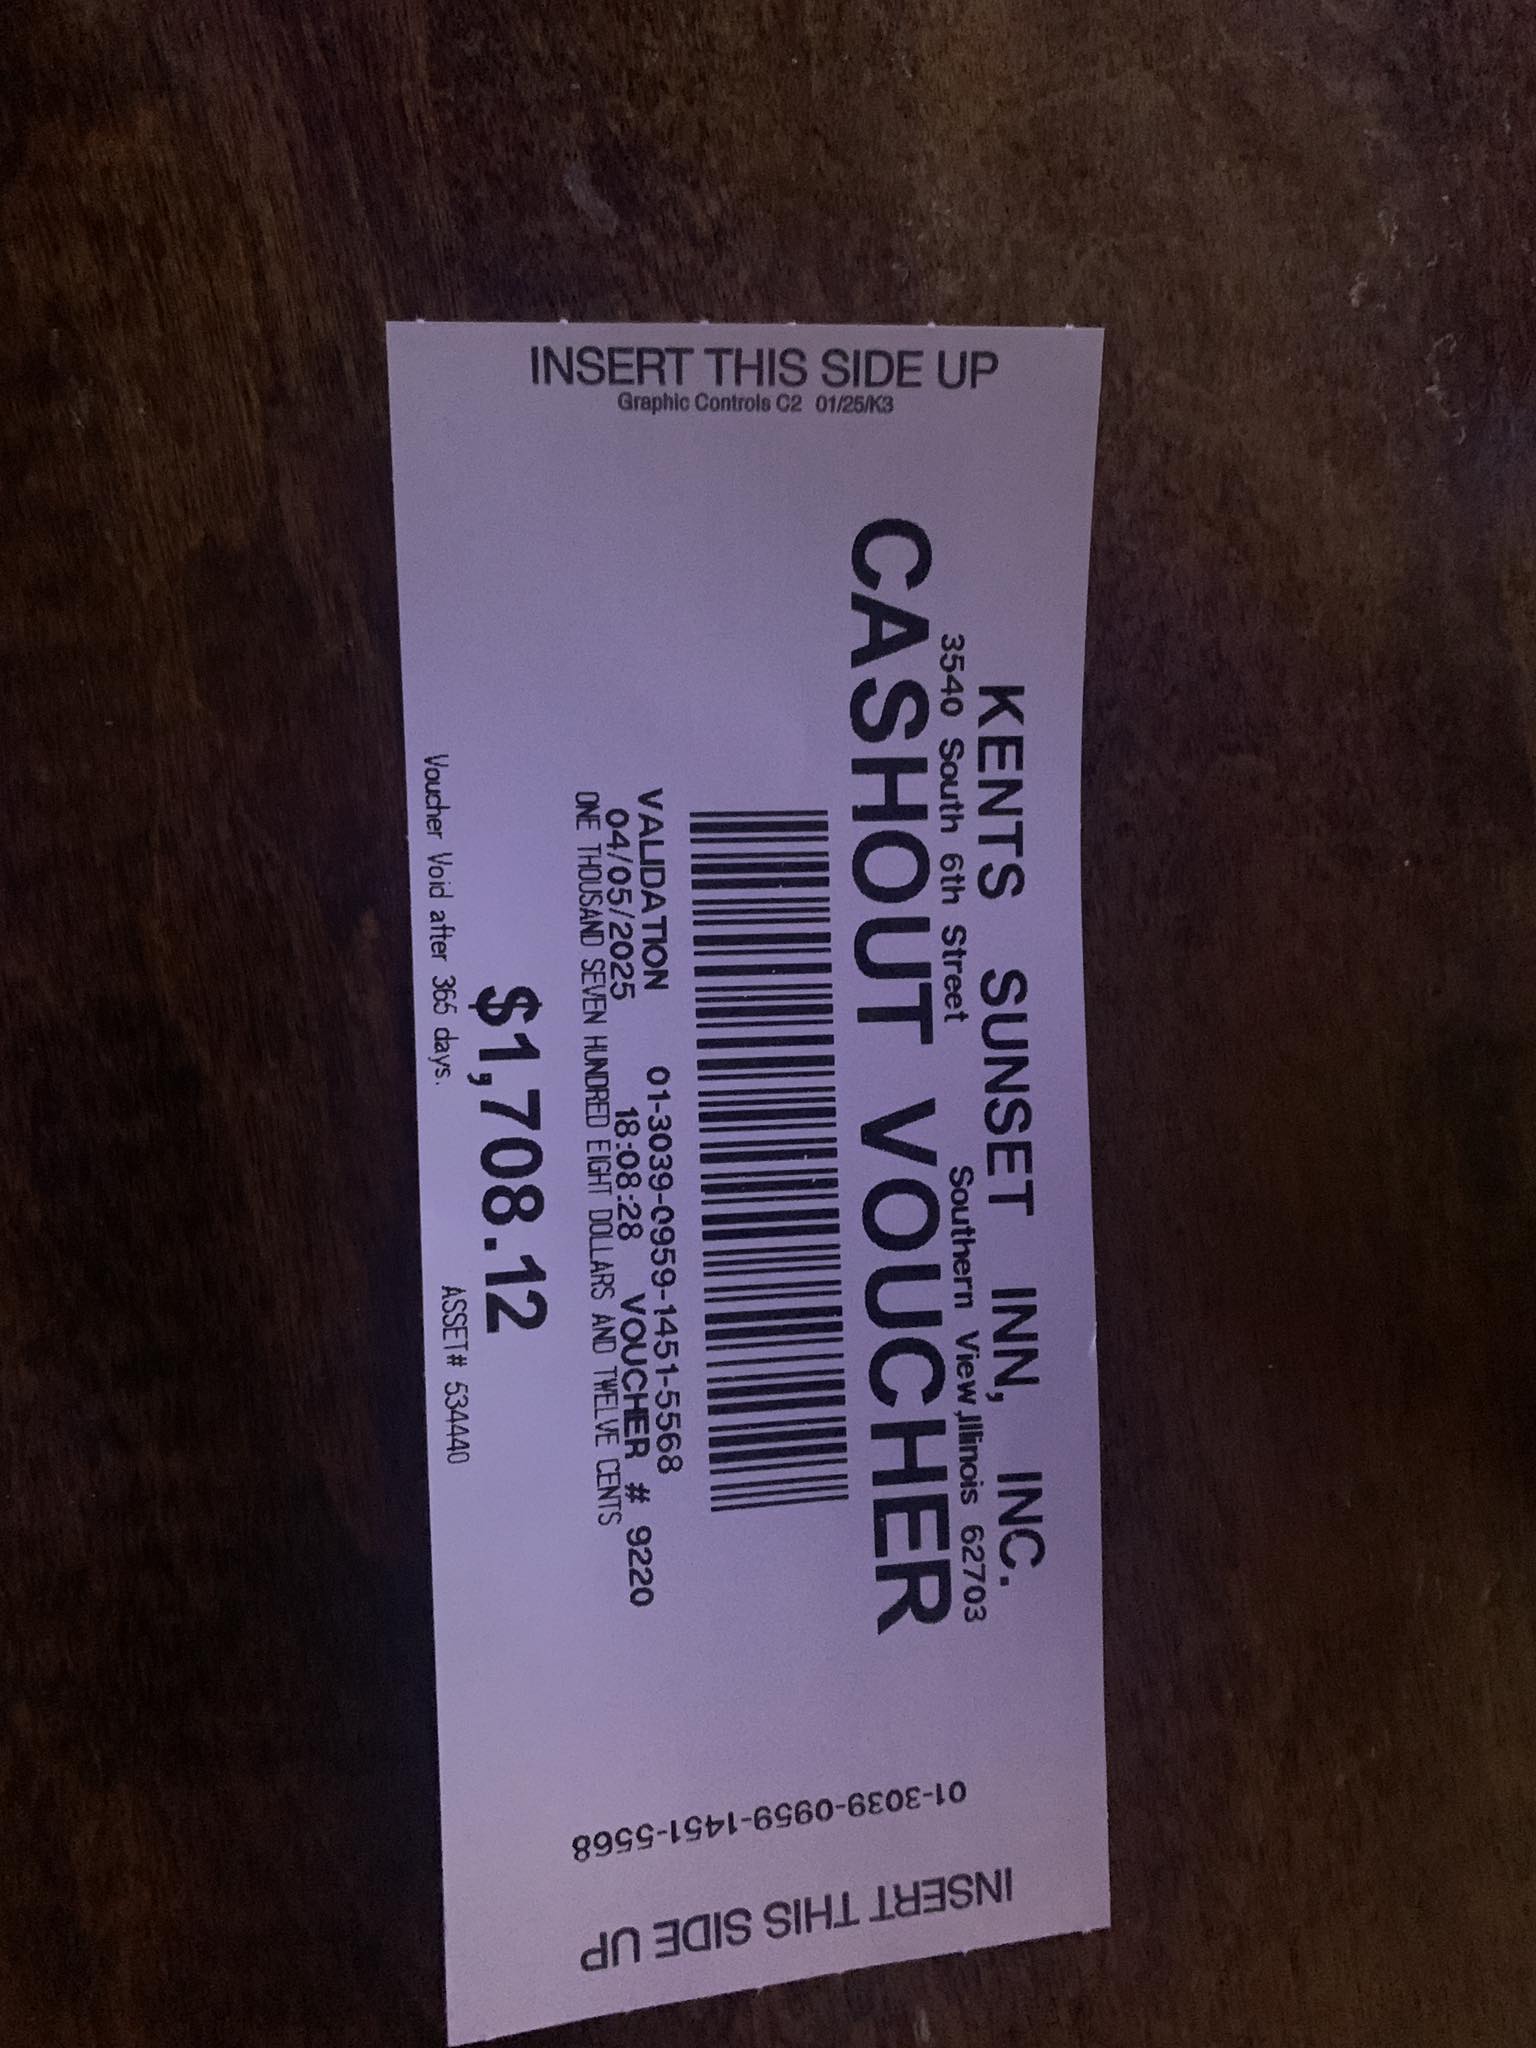 INSERT THIS SIDE UP
Graphic Controls C2 01/25/K3
KENTS SUNSET INN, INC.
3540 South 6th Street Southern View,Illinois 62703
CASHOUT VOUCHER
VALIDATION 01-3039-0959-1451-5568
04/05/2025 18:08:28 VOUCHER # 9220
ONE THOUSAND SEVEN HUNDRED EIGHT DOLLARS AND TWELVE CENTS
$1,708.12
Voucher Void after 365 days. ASSET# 534440
01-3039-0959-1451-5568
INSERT THIS SIDE UP